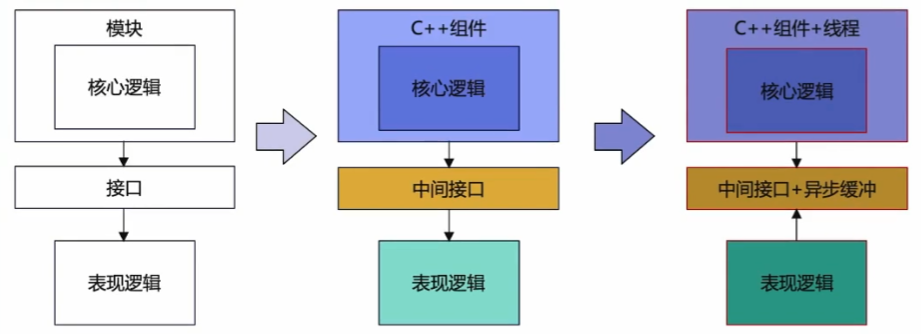 模块
核心逻辑
接口
表现逻辑
C++组件
核心逻辑
中间接口
表现逻辑
C++组件+线程
核心逻辑
中间接口+异步缓冲
表现逻辑